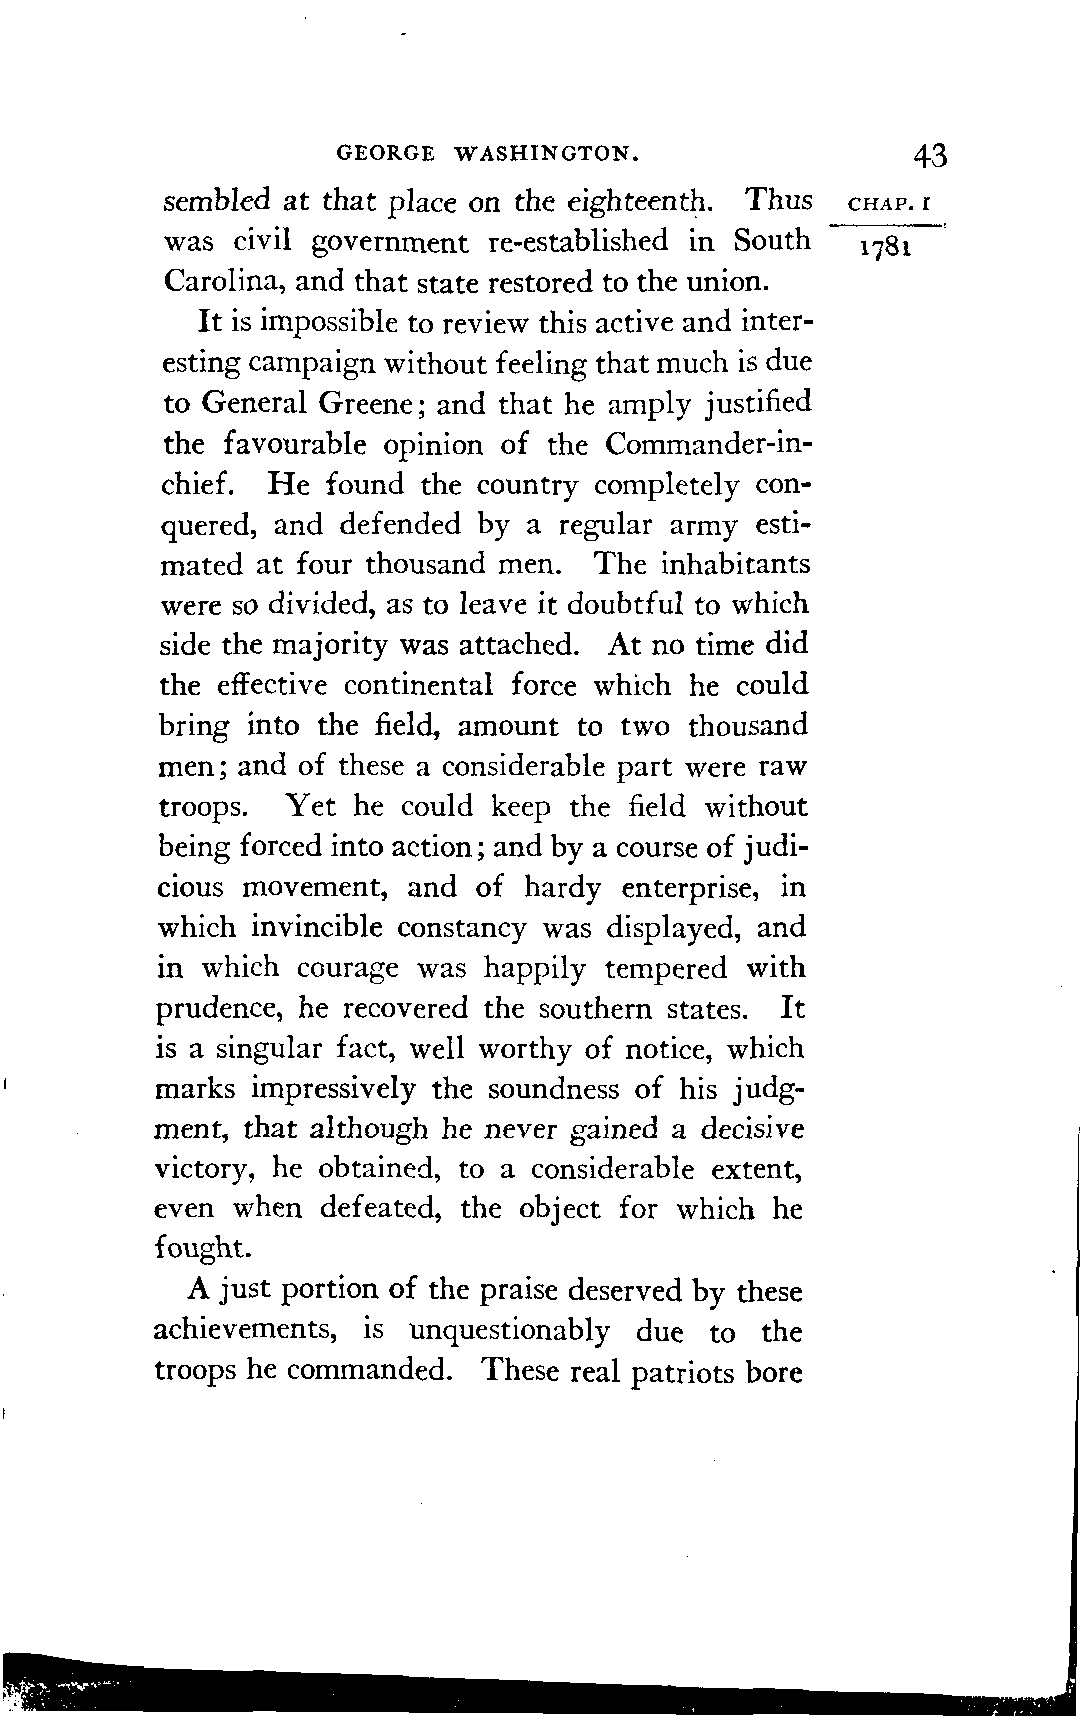 GEORGE WASHINGTON. 43
sembled at that place on the eighteenth. Thus
CHAP. I
was civil government re-established in South
1781
Carolina, and that state restored to the union.
It is impossible to review this active and inter-
esting campaign without feeling that much is due
to General Greene; and that he amply justified
the favourable opinion of the Commander-in-
chief. He found the country completely con-
quered, and defended by a regular army esti-
mated at four thousand men. The inhabitants
were so divided, as to leave it doubtful to which
side the majority was attached. At no time did
the effective continental force which he could
bring into the field, amount to two thousand
men; and of these a considerable part were raw
troops. Yet he could keep the field without
being forced into action; and by a course of judi-
cious movement, and of hardy enterprise, in
which invincible constancy was displayed, and
in which courage was happily tempered with
prudence, he recovered the southern states. It
is a singular fact, well worthy of notice, which
marks impressively the soundness of his judg-
ment, that although he never gained a decisive
victory, he obtained, to a considerable extent,
even when defeated, the object for which he
fought.
A just portion of the praise deserved by these
achievements, is unquestionably due to the
troops he commanded. These real patriots bore